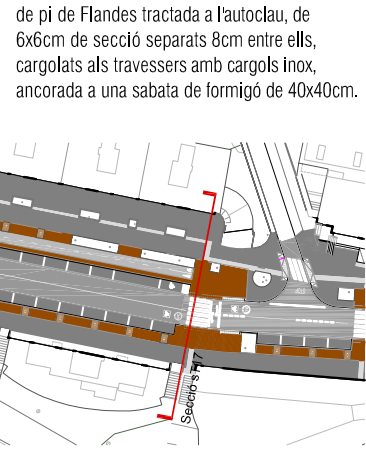 de pi de Flandes tractada a l'autoclau, de
6x6cm de secció separats 8cm entre ells,
cargolats als travessers amb cargols inox,
ancorada a una sabata de formigó de 40x40cm.
Secció s